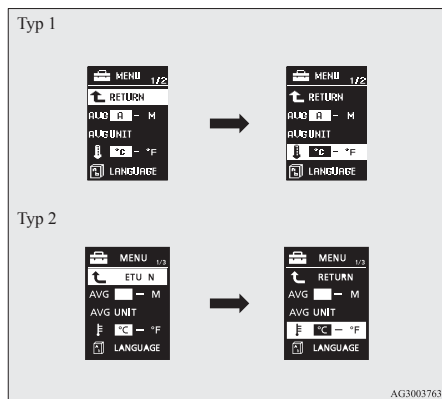 Typ 1
MENU 1/2
RETURN
AVG A - M
AVG UNIT
°C - °F
LANGUAGE
MENU 1/2
RETURN
AVG A - M
AVG UNIT
°C - °F
LANGUAGE
Typ 2
MENU 1/3
ETU N
AVG - M
AVG UNIT
°C - °F
LANGUAGE
MENU 1/3
RETURN
AVG - M
AVG UNIT
°C - °F
LANGUAGE
AG3003763